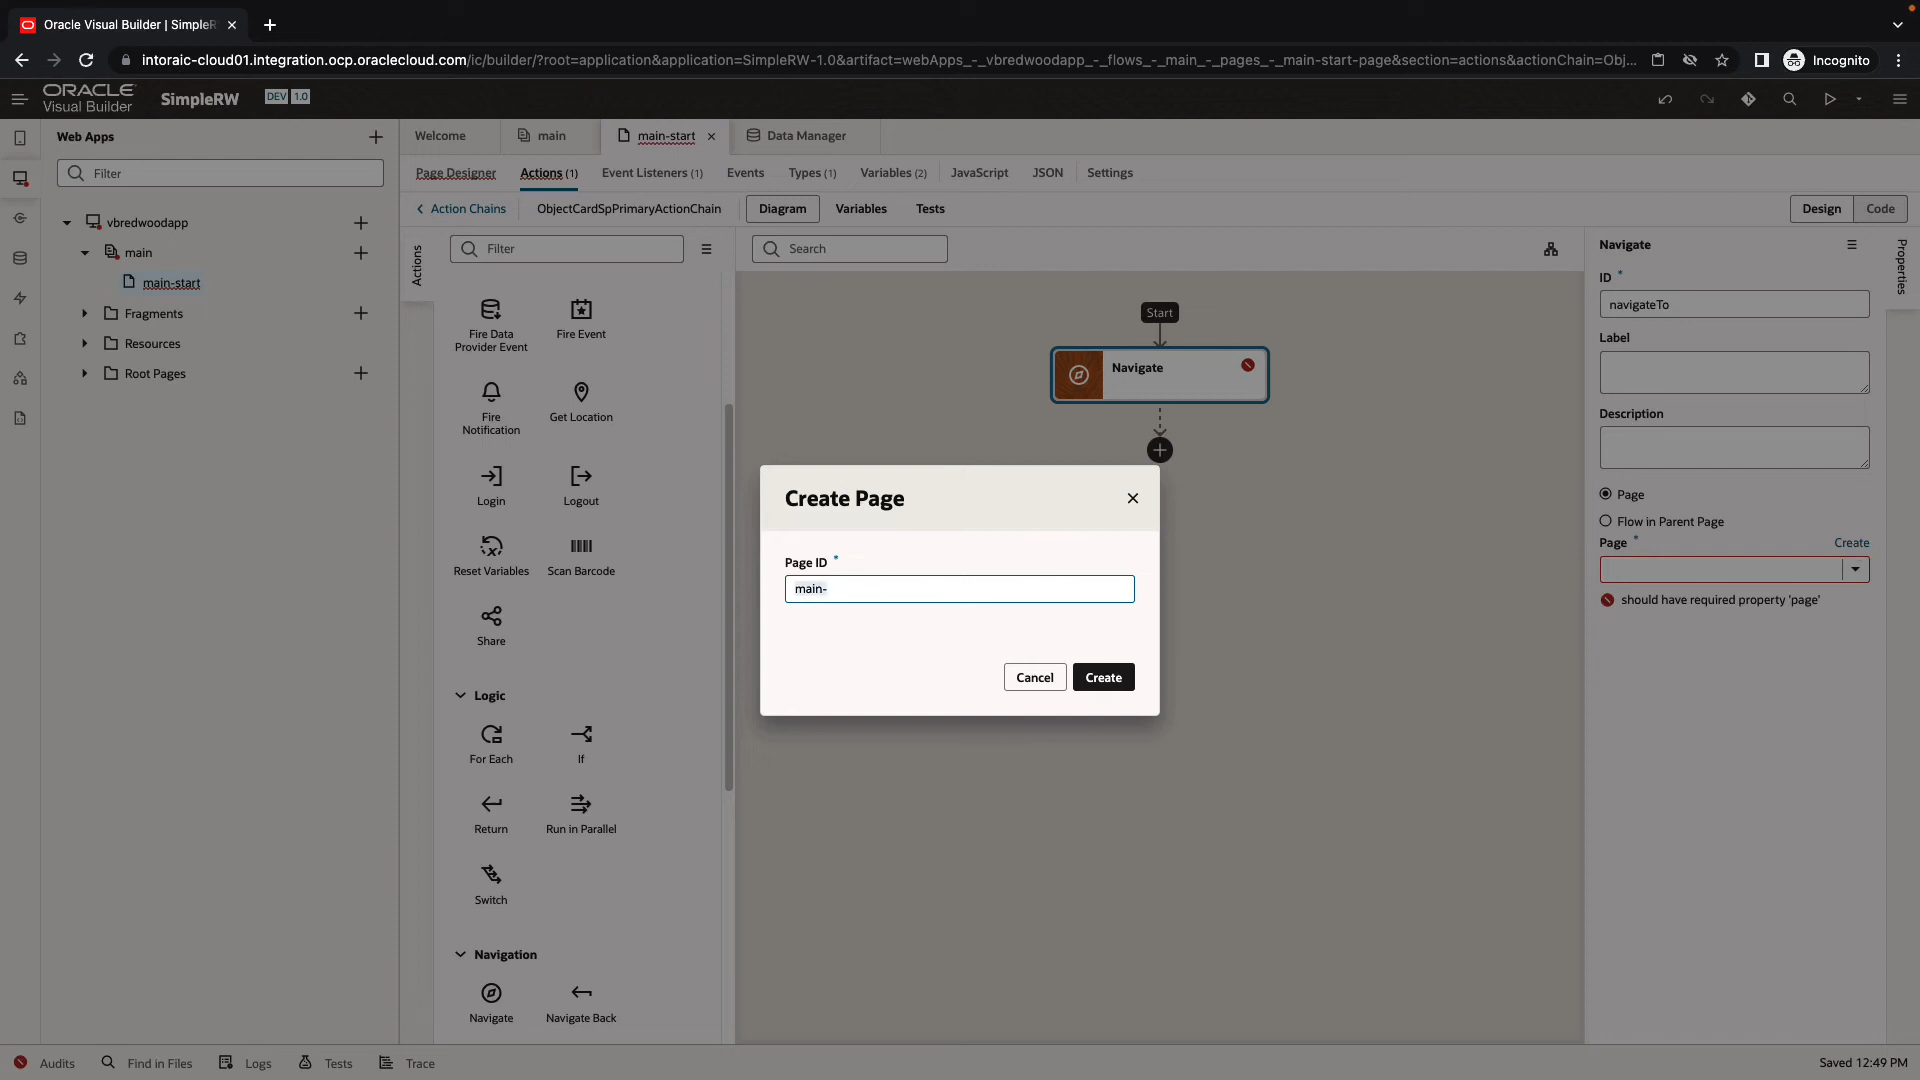 Oracle Visual Builder | SimpleR
intoraic-cloud01.integration.ocp.oraclecloud.com/ic/builder/?root=application&application=SimpleRW-1.0&artifact=webApps_-_vbredwoodapp_-_flows_-_main_-_pages_-_main-start-page&section=actions&actionChain=Obj...
Incognito
ORACLE
Visual Builder
SimpleRW
DEV 1.0
Web Apps
Filter
vbredwoodapp
main
main-start
Fragments
Resources
Root Pages
Welcome
main
main-start
Data Manager
Page Designer
Actions (1)
Event Listeners (1)
Events
Types (1)
Variables (2)
JavaScript
JSON
Settings
Action Chains
ObjectCardSpPrimaryActionChain
Diagram
Variables
Tests
Design
Code
Actions
Filter
Fire Data
Provider Event
Fire Event
Fire
Notification
Get Location
Login
Logout
Reset Variables
Scan Barcode
Share
Logic
For Each
If
Return
Run in Parallel
Switch
Navigation
Navigate
Navigate Back
Search
Start
Navigate
Create Page
Page ID *
main-
Cancel
Create
Navigate
Properties
ID *
navigateTo
Label
Description
Page
Flow in Parent Page
Page *
Create
should have required property 'page'
Audits
Find in Files
Logs
Tests
Trace
Saved 12:49 PM